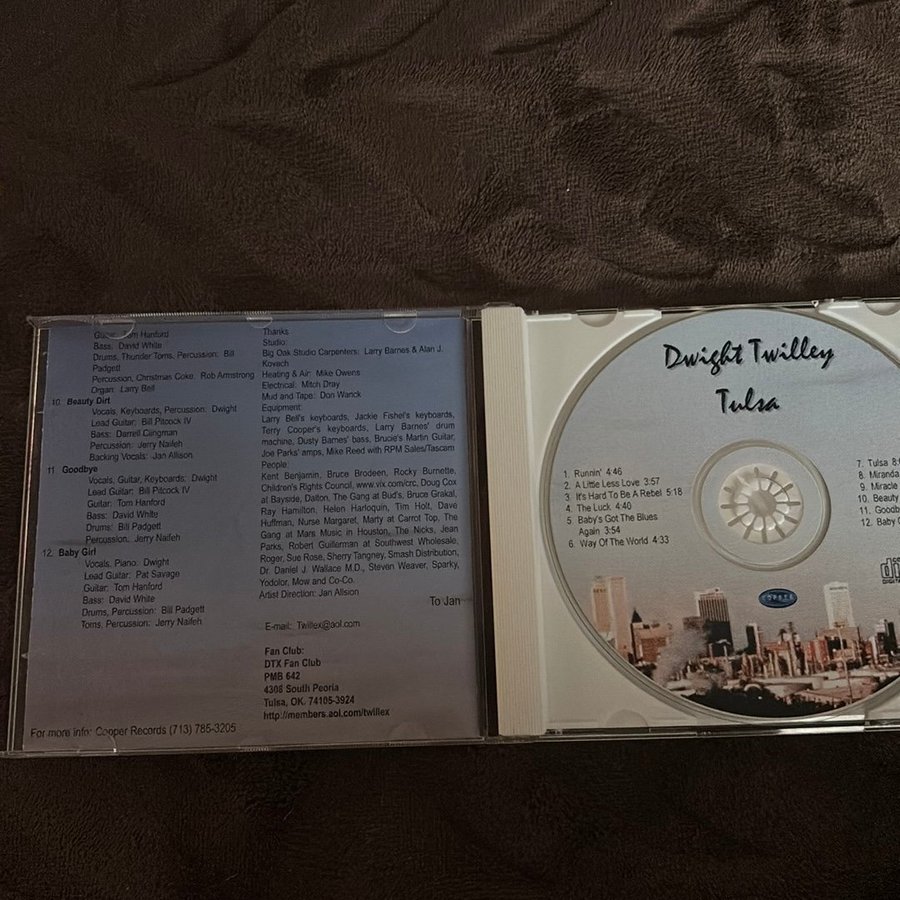 Guitar: Tom Hanford
Bass: David White
Drums, Thunder Toms, Percussion: Bill
Padgett
Percussion, Christmas Coke, Rob Armstrong
Organ: Larry Bell
10. Beauty Dirt
Vocals, Keyboards, Percussion: Dwight
Lead Guitar: Bill Pitcock IV
Bass: Darrell Clingman
Percussion: Jerry Naifeh
Backing Vocals: Jan Allison
11. Goodbye
Vocals, Guitar, Keyboards: Dwight
Lead Guitar: Bill Pitcock IV
Guitar: Tom Hanford
Bass: David White
Drums: Bill Padgett
Percussion, Jerry Naifeh
12. Baby Girl
Vocals, Piano: Dwight
Lead Guitar: Pat Savage
Guitar: Tom Hanford
Bass: David White
Drums, Percussion: Bill Padgett
Toms, Percussion: Jerry Naifeh
For more info: Cooper Records (713) 785-3205
Thanks
Studio:
Big Oak Studio Carpenters: Larry Barnes & Alan J.
Kovach
Heating & Air: Mike Owens
Electrical: Mitch Dray
Mud and Tape: Don Wanck
Equipment:
Larry Bell's keyboards, Jackie Fishel's keyboards,
Terry Cooper's keyboards, Larry Barnes' drum
machine, Dusty Barnes' bass, Brucie's Martin Guitar,
Joe Parks' amps, Mike Reed with RPM Sales/Tascam
People:
Kent Benjamin, Bruce Brodeen, Rocky Burnette,
Children's Rights Council, www.vix.com/crc, Doug Cox
at Bayside, Dalton, The Gang at Bud's, Bruce Grakal,
Ray Hamilton, Helen Harloquin, Tim Holt, Dave
Huffman, Nurse Margaret, Marty at Carrot Top, The
Gang at Mars Music in Houston, The Nicks, Jean
Parks, Robert Guillerman at Southwest Wholesale,
Roger, Sue Rose, Sherry Tangney, Smash Distribution,
Dr. Daniel J. Wallace M.D., Steven Weaver, Sparky,
Yodolor, Mow and Co-Co.
Artist Direction: Jan Allsion
To Jan
E-mail: Twillex@aol.com
Fan Club:
DTX Fan Club
PMB 642
4308 South Peoria
Tulsa, OK. 74105-3924
http://members.aol.com/twillex
Dwight Twilley
Tulsa
1. Runnin' 4:46
2. A Little Less Love 3:57
3. It's Hard To Be A Rebel 5:18
4. The Luck 4:40
5. Baby's Got The Blues
Again 3:54
6. Way Of The World 4:33
7. Tulsa
8. Miranda
9. Miracle
10. Beauty
11. Goodb
12. Baby
COPPER